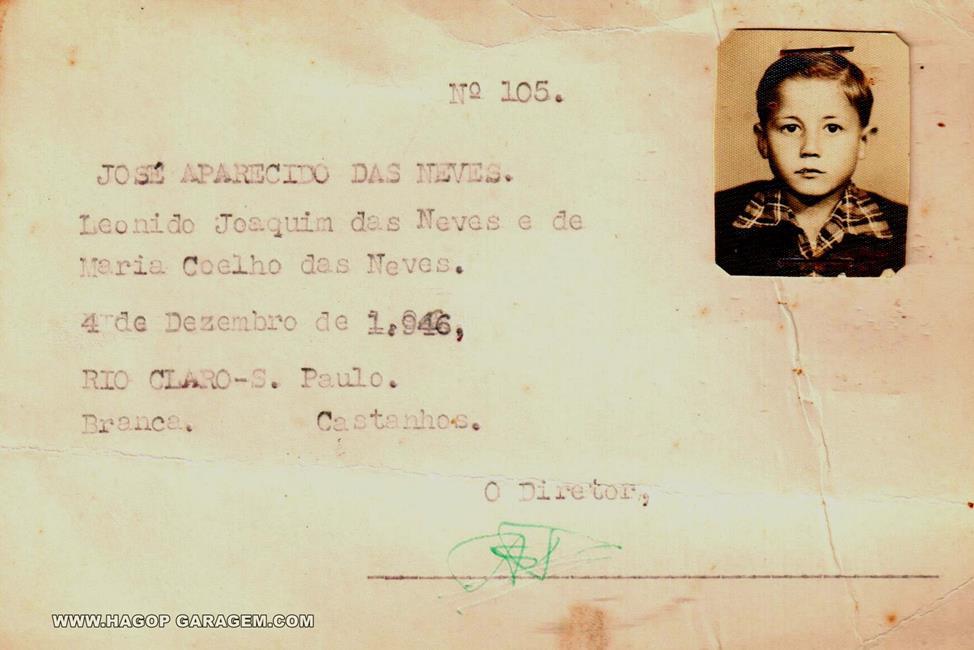 Nº 105.
JOSÉ APARECIDO DAS NEVES.
Leonido Joaquim das Neves e de
Maria Coelho das Neves.
4 de Dezembro de 1.946,
RIO CLARO-S. Paulo.
Branca. Castanhos.
O Diretor,
WWW.HAGOP GARAGEM.COM